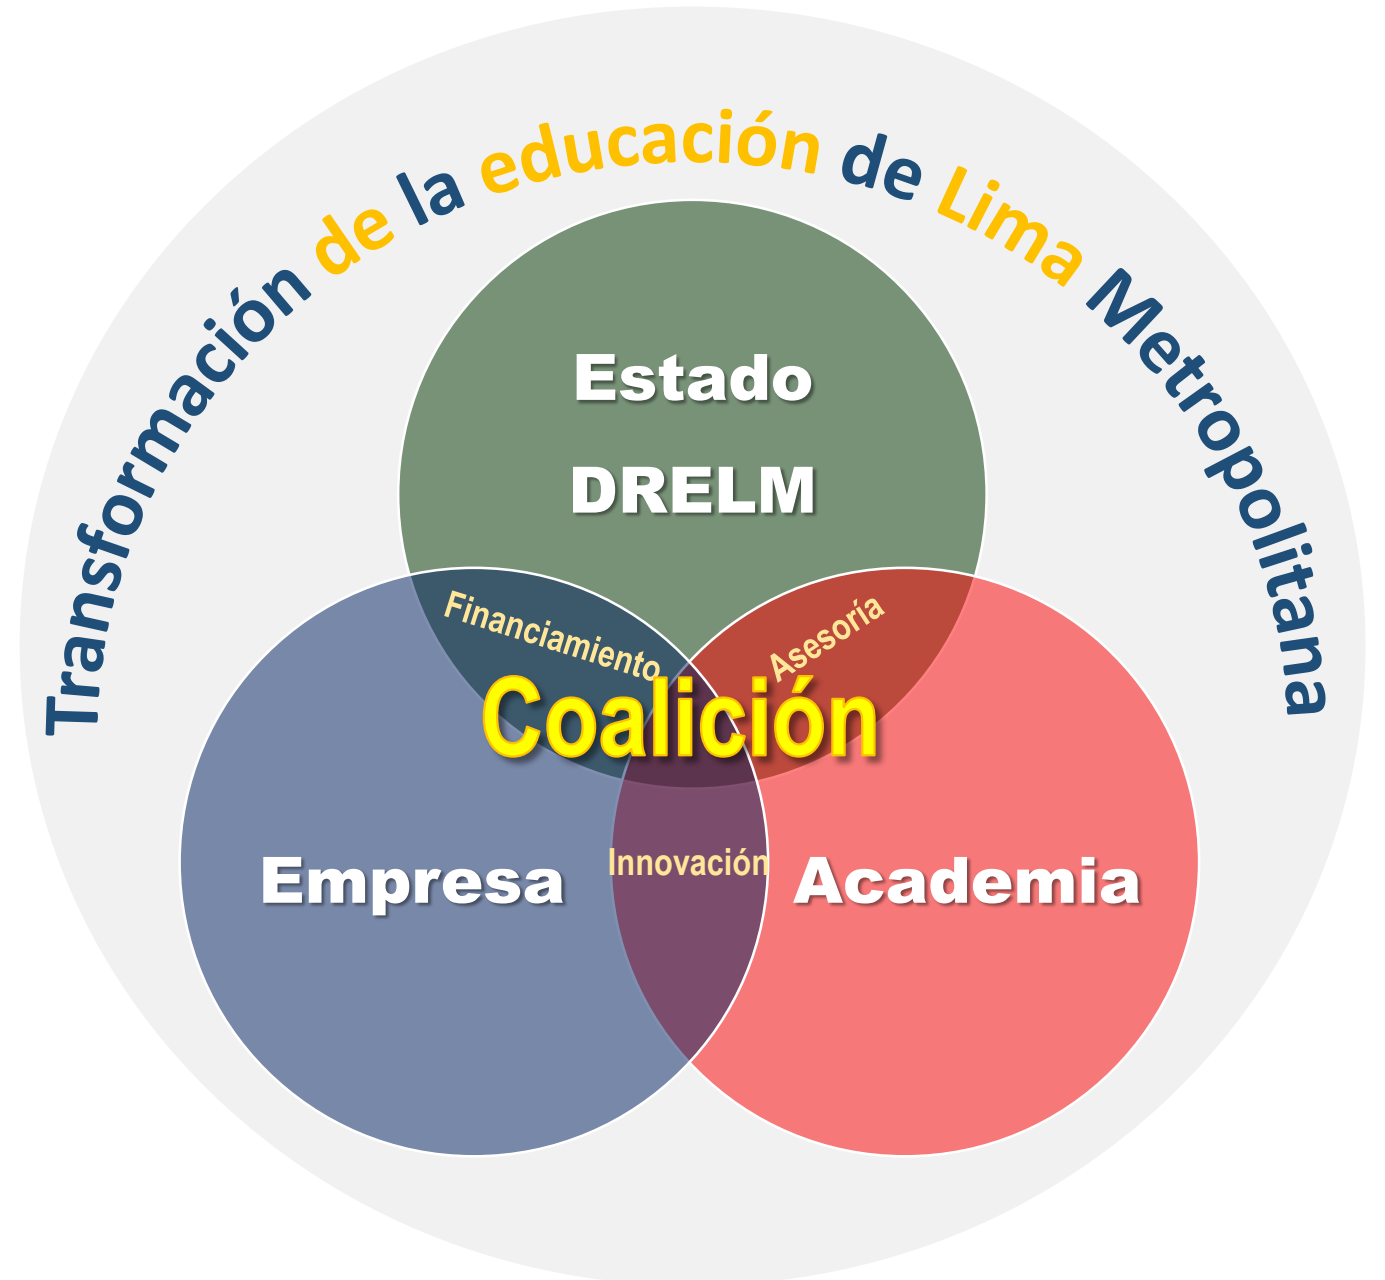 Transformación de la educación de Lima Metropolitana
Estado
DRELM
Financiamiento
Asesoría
Coalición
Empresa
Innovación
Academia